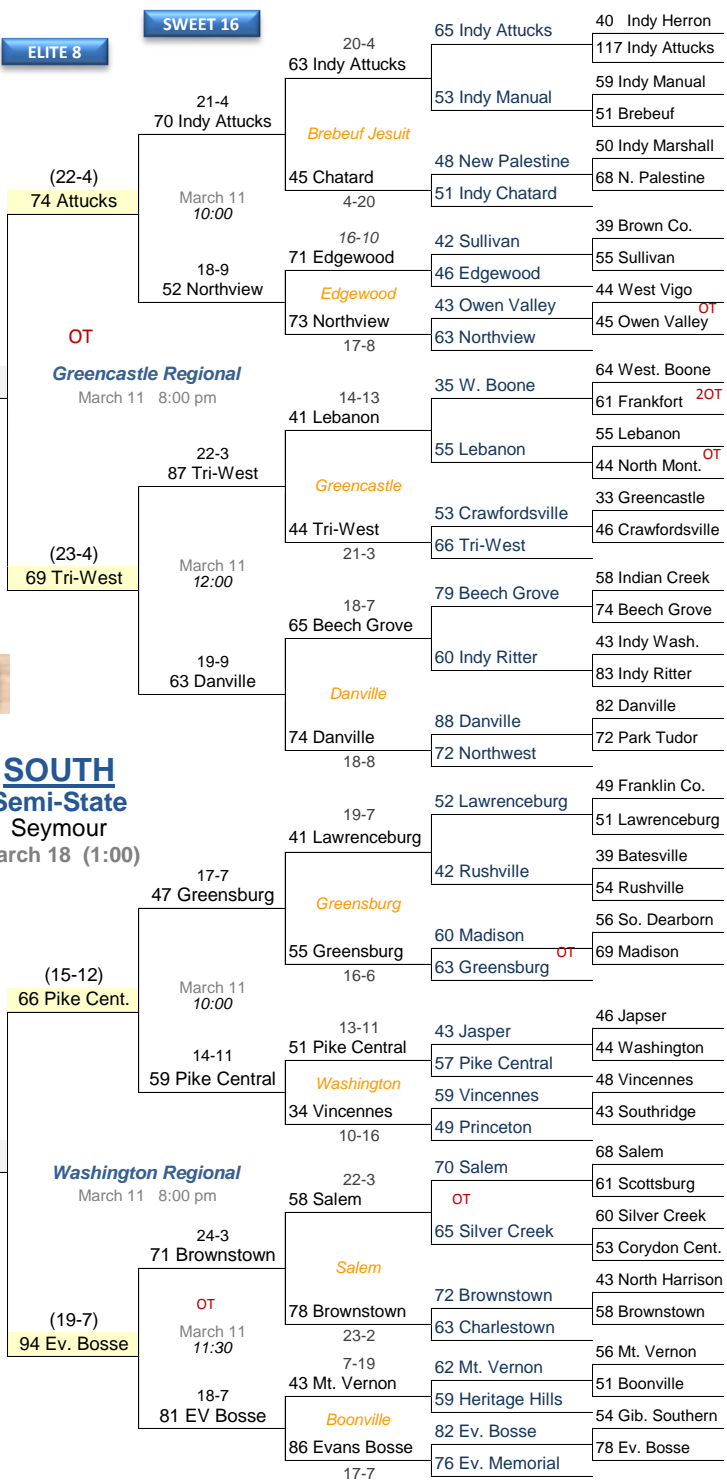 SWEET 16
ELITE 8
40 Indy Herron
117 Indy Attucks
59 Indy Manual
51 Brebeuf
50 Indy Marshall
68 N. Palestine
39 Brown Co.
55 Sullivan
44 West Vigo
OT
45 Owen Valley
64 West. Boone
61 Frankfort 2OT
55 Lebanon
OT
44 North Mont.
33 Greencastle
46 Crawfordsville
58 Indian Creek
74 Beech Grove
43 Indy Wash.
83 Indy Ritter
82 Danville
72 Park Tudor
49 Franklin Co.
51 Lawrenceburg
39 Batesville
54 Rushville
56 So. Dearborn
69 Madison
46 Japser
44 Washington
48 Vincennes
43 Southridge
68 Salem
61 Scottsburg
60 Silver Creek
53 Corydon Cent.
43 North Harrison
58 Brownstown
56 Mt. Vernon
51 Boonville
54 Gib. Southern
78 Ev. Bosse
65 Indy Attucks
53 Indy Manual
48 New Palestine
51 Indy Chatard
42 Sullivan
46 Edgewood
43 Owen Valley
63 Northview
35 W. Boone
55 Lebanon
53 Crawfordsville
66 Tri-West
79 Beech Grove
60 Indy Ritter
88 Danville
72 Northwest
52 Lawrenceburg
42 Rushville
60 Madison
OT
63 Greensburg
43 Jasper
57 Pike Central
59 Vincennes
49 Princeton
70 Salem
OT
65 Silver Creek
72 Brownstown
63 Charlestown
62 Mt. Vernon
59 Heritage Hills
82 Ev. Bosse
76 Ev. Memorial
20-4
63 Indy Attucks
Brebeuf Jesuit
45 Chatard
4-20
16-10
71 Edgewood
Edgewood
73 Northview
17-8
14-13
41 Lebanon
Greencastle
44 Tri-West
21-3
18-7
65 Beech Grove
Danville
74 Danville
18-8
19-7
41 Lawrenceburg
Greensburg
55 Greensburg
16-6
13-11
51 Pike Central
Washington
34 Vincennes
10-16
22-3
58 Salem
Salem
78 Brownstown
23-2
7-19
43 Mt. Vernon
Boonville
86 Evans Bosse
17-7
21-4
70 Indy Attucks
March 11
10:00
18-9
52 Northview
22-3
87 Tri-West
March 11
12:00
19-9
63 Danville
17-7
47 Greensburg
March 11
10:00
14-11
59 Pike Central
24-3
71 Brownstown
OT
March 11
11:30
18-7
81 EV Bosse
(22-4)
74 Attucks
OT
Greencastle Regional
March 11 8:00 pm
(23-4)
69 Tri-West
SOUTH
Semi-State
Seymour
arch 18 (1:00)
(15-12)
66 Pike Cent.
Washington Regional
March 11 8:00 pm
(19-7)
94 Ev. Bosse